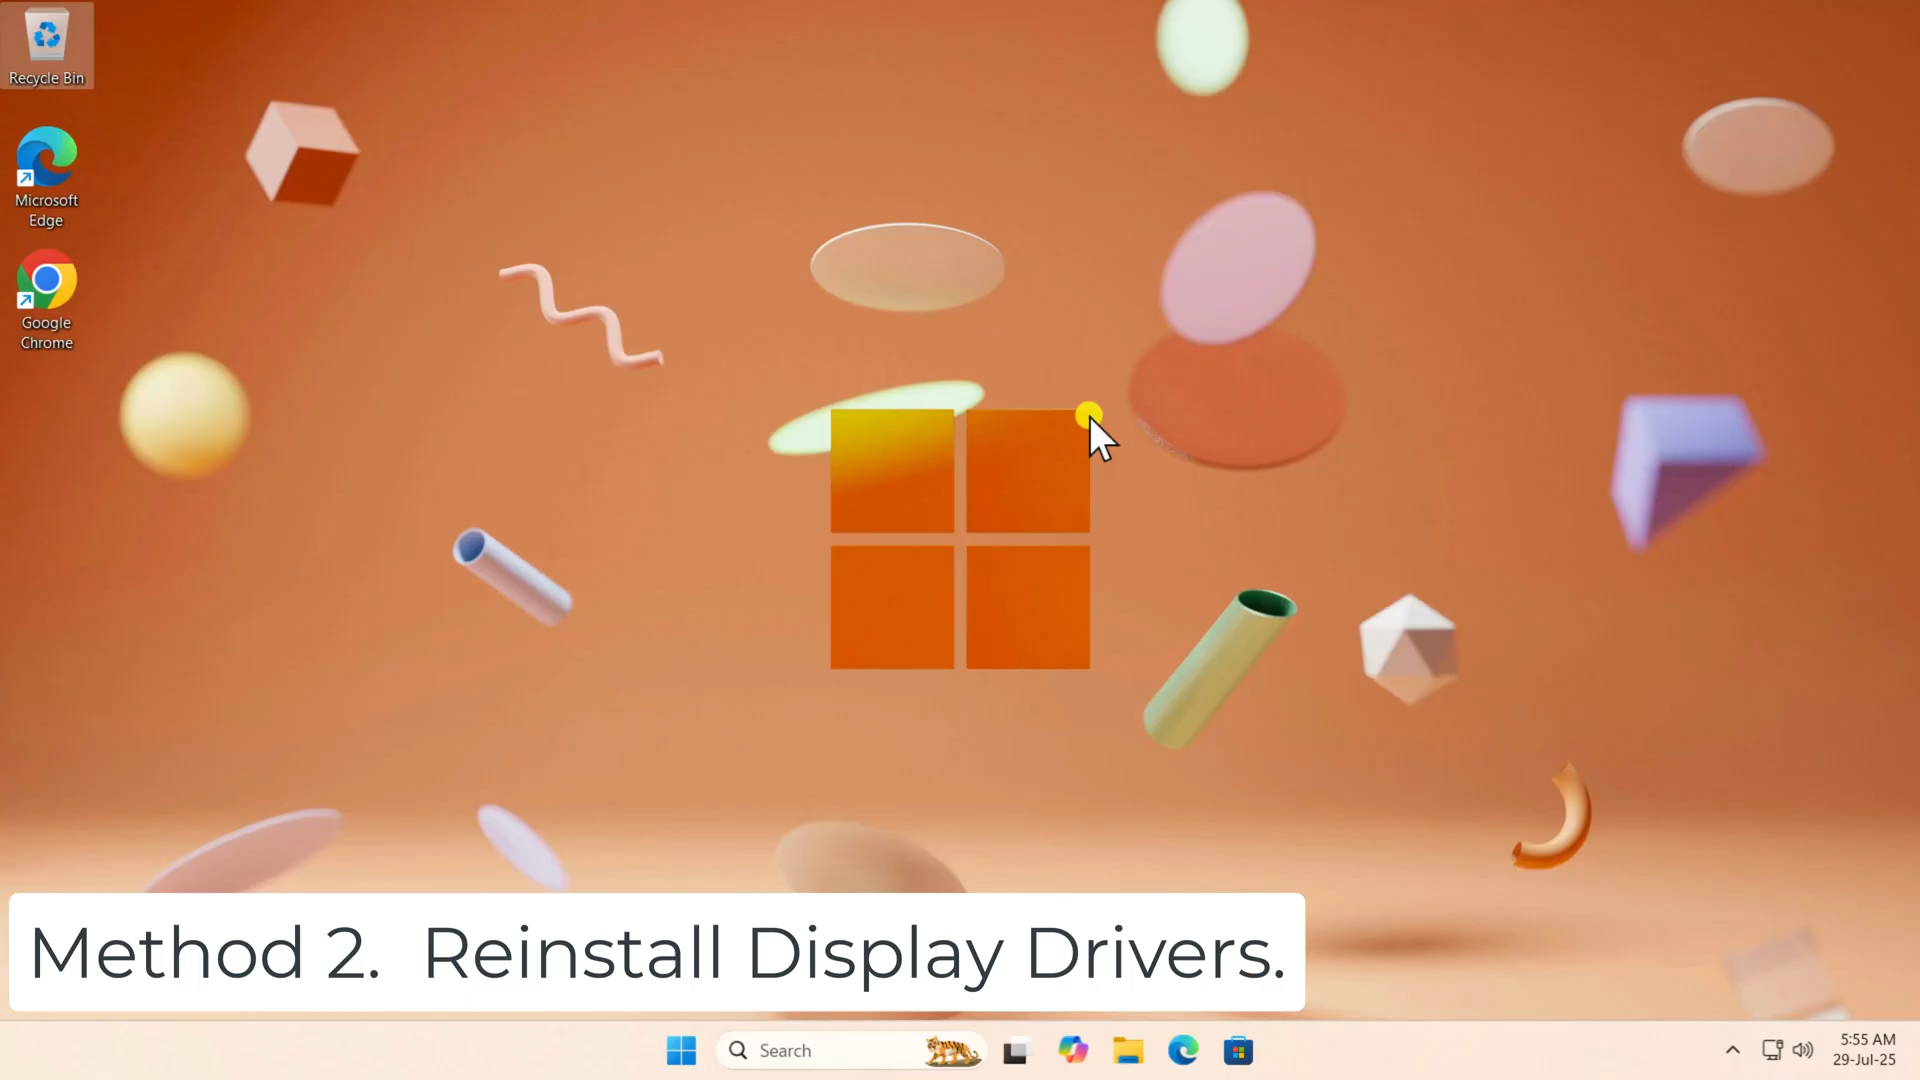 Recycle Bin
Microsoft
Edge
Google
Chrome
Method 2. Reinstall Display Drivers.
Search
5:55 AM
29-Jul-25